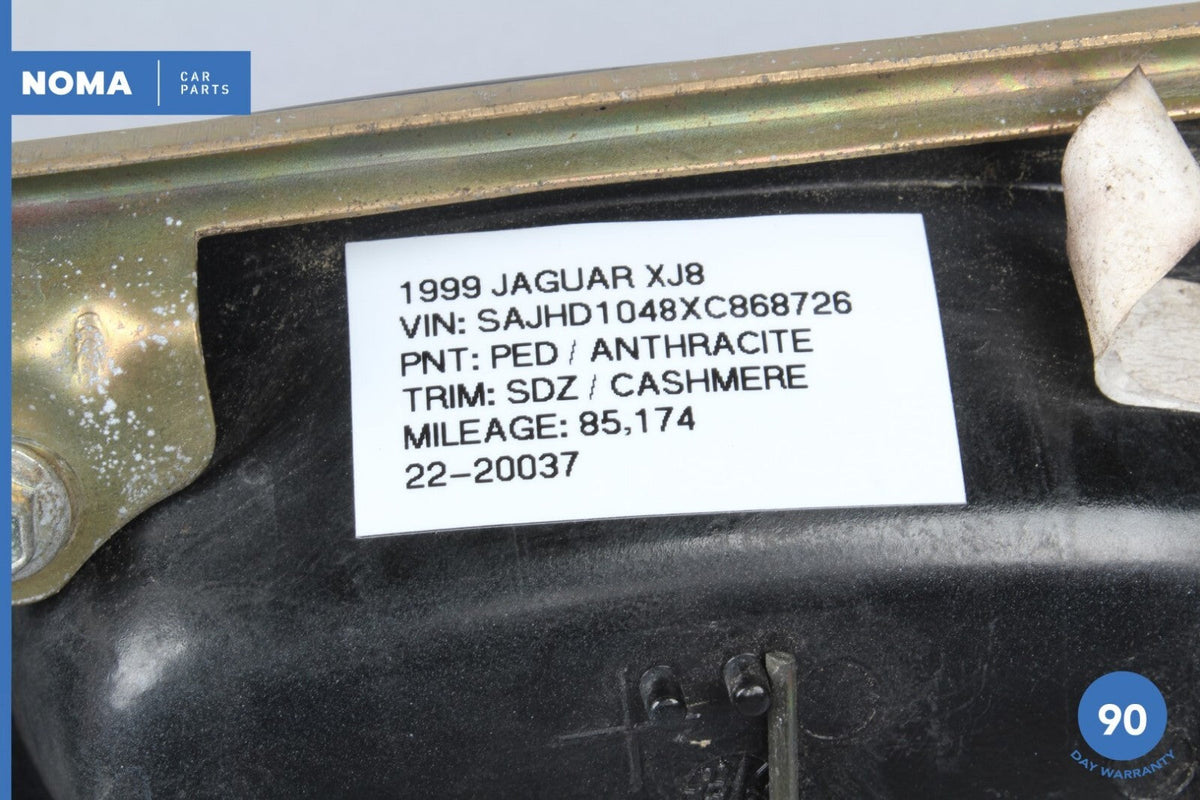 NOMA
CAR
PARTS
1999 JAGUAR XJ8
VIN: SAJHD1048XC868726
PNT: PED / ANTHRACITE
TRIM: SDZ / CASHMERE
MILEAGE: 85,174
22-20037
90
DAY WARRANTY